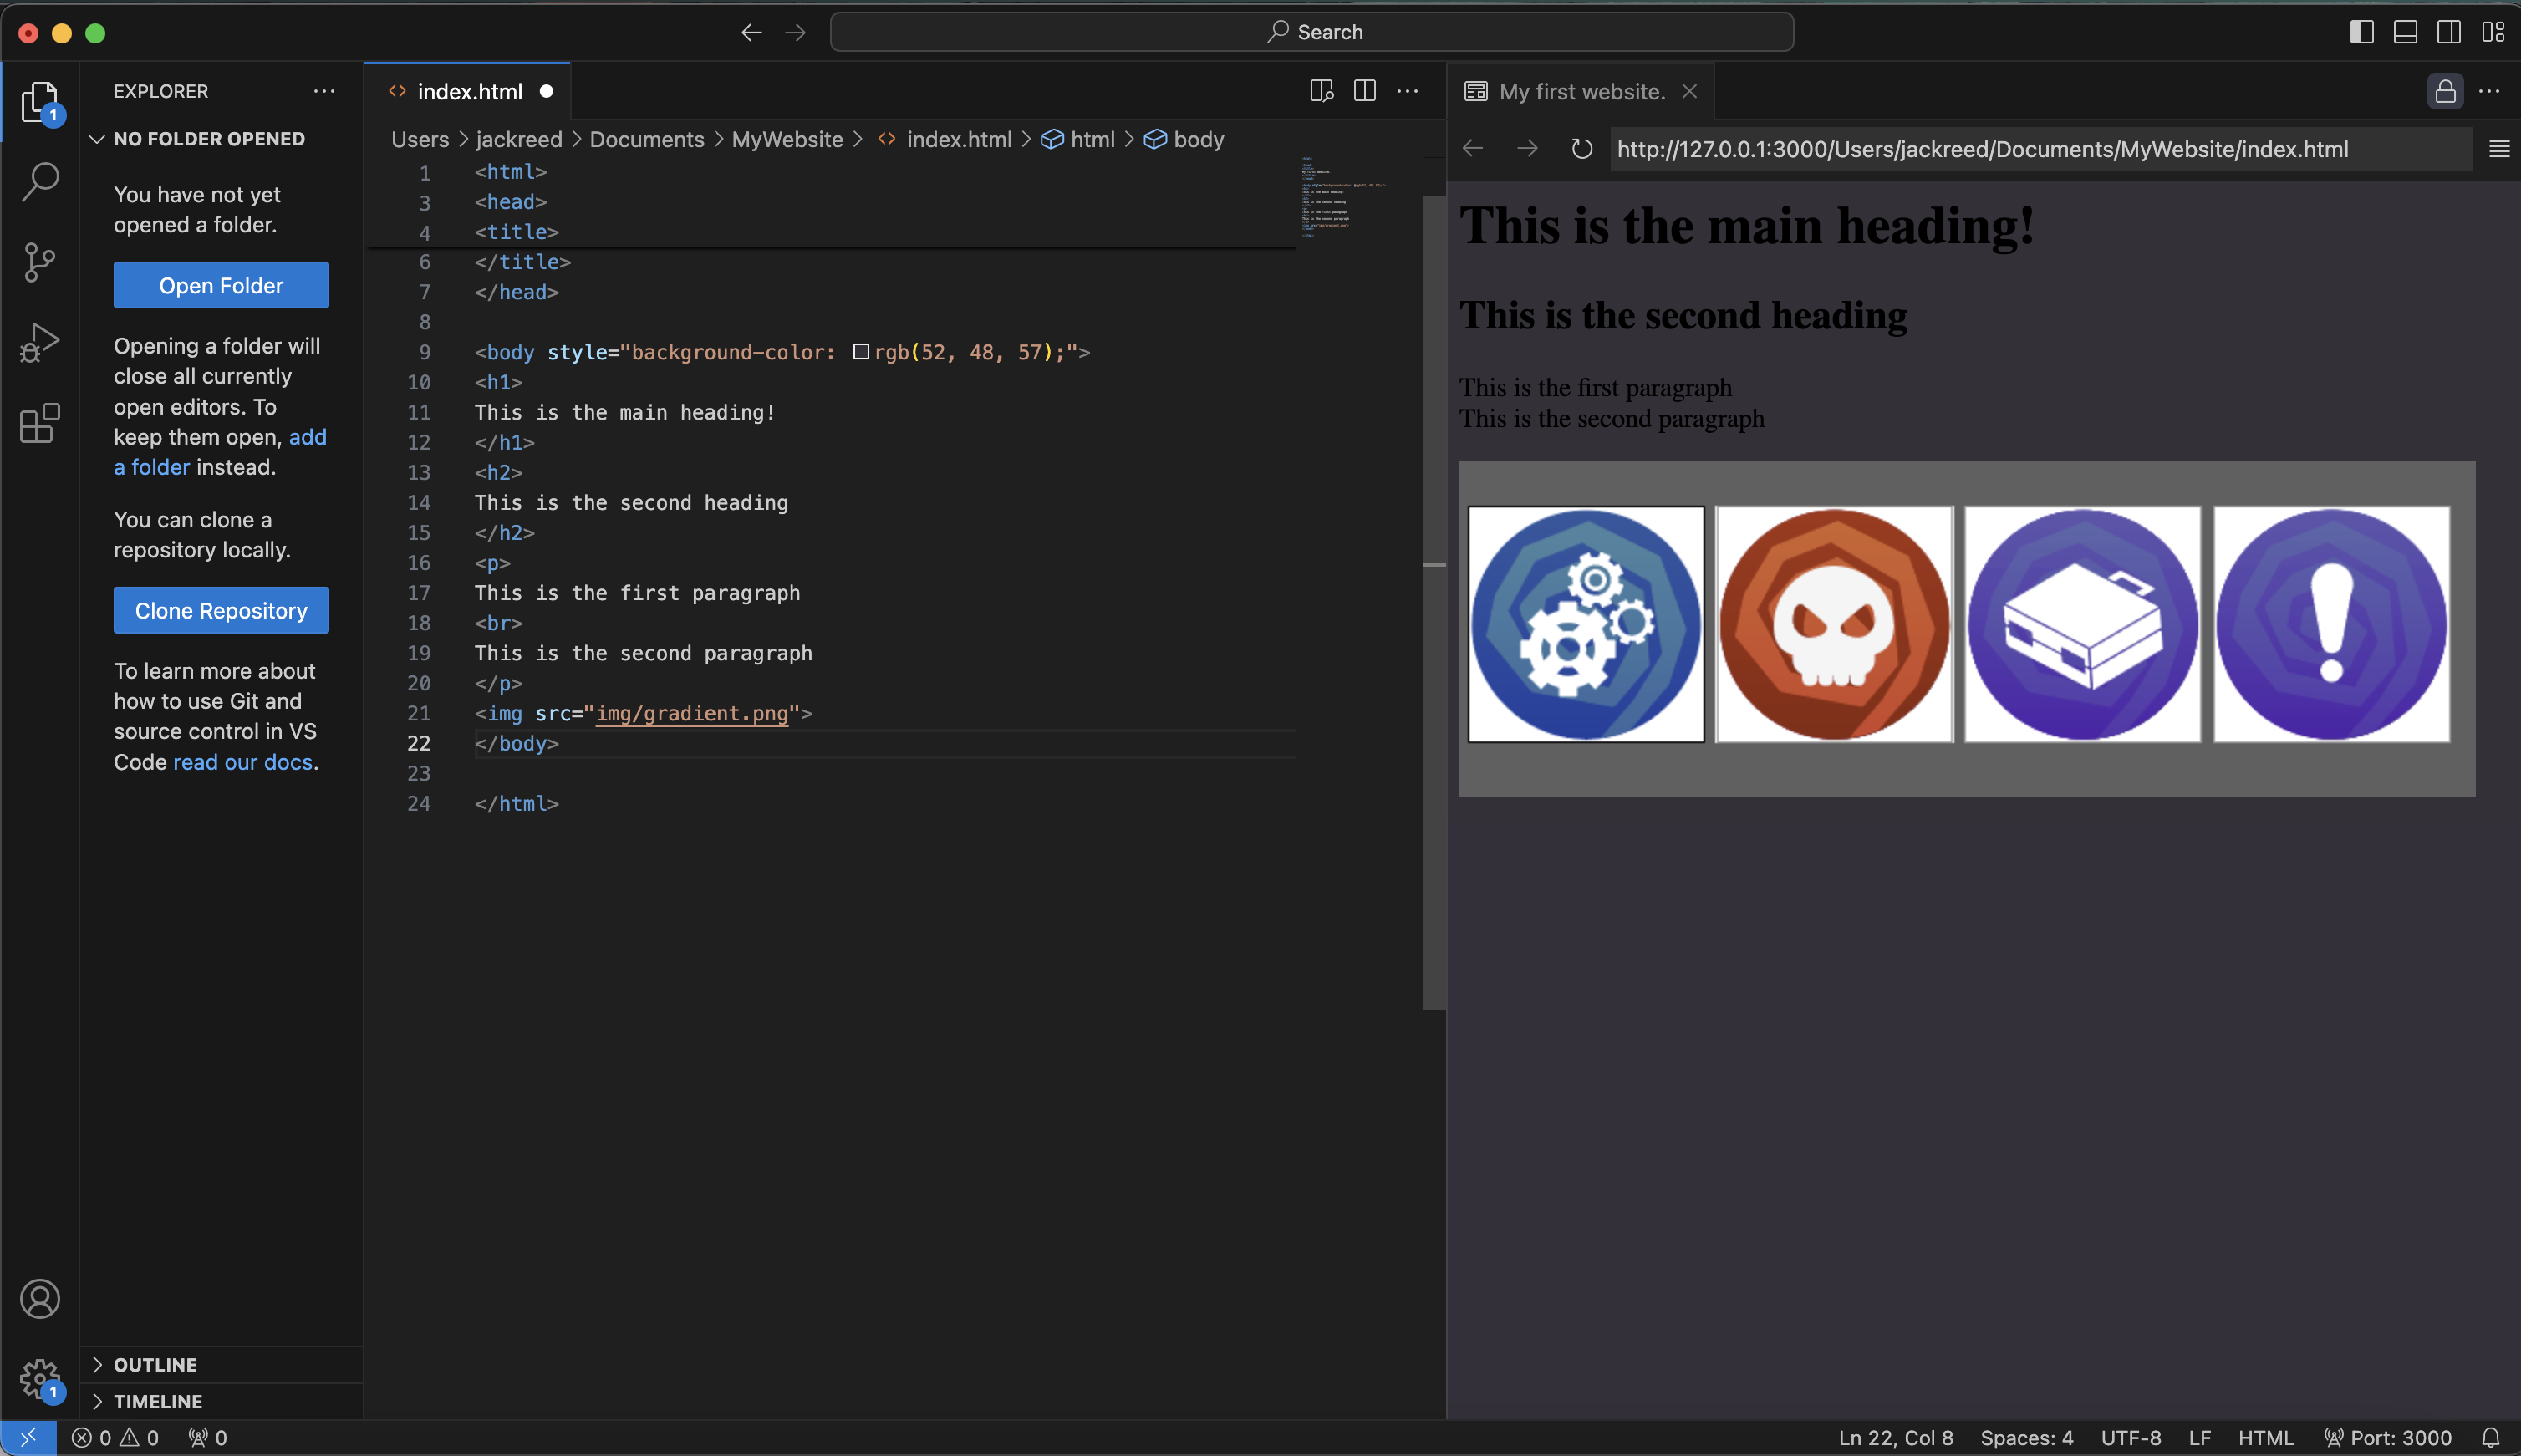 Search
EXPLORER
NO FOLDER OPENED
You have not yet
opened a folder.
Open Folder
Opening a folder will
close all currently
open editors. To
keep them open, add
a folder instead.
You can clone a
repository locally.
Clone Repository
To learn more about
how to use Git and
source control in VS
Code read our docs.
OUTLINE
TIMELINE
1
1
index.html
Users > jackreed > Documents > MyWebsite > index.html > html > body
1 <html>
3 <head>
4 <title>
6 </title>
7 </head>
8
9 <body style="background-color: rgb(52, 48, 57);">
10 <h1>
11 This is the main heading!
12 </h1>
13 <h2>
14 This is the second heading
15 </h2>
16 <p>
17 This is the first paragraph
18 <br>
19 This is the second paragraph
20 </p>
21 <img src="img/gradient.png">
22 </body>
23
24 </html>
My first website.
http://127.0.0.1:3000/Users/jackreed/Documents/MyWebsite/index.html
This is the main heading!
This is the second heading
This is the first paragraph
This is the second paragraph
0 0 0
Ln 22, Col 8 Spaces: 4 UTF-8 LF HTML Port: 3000